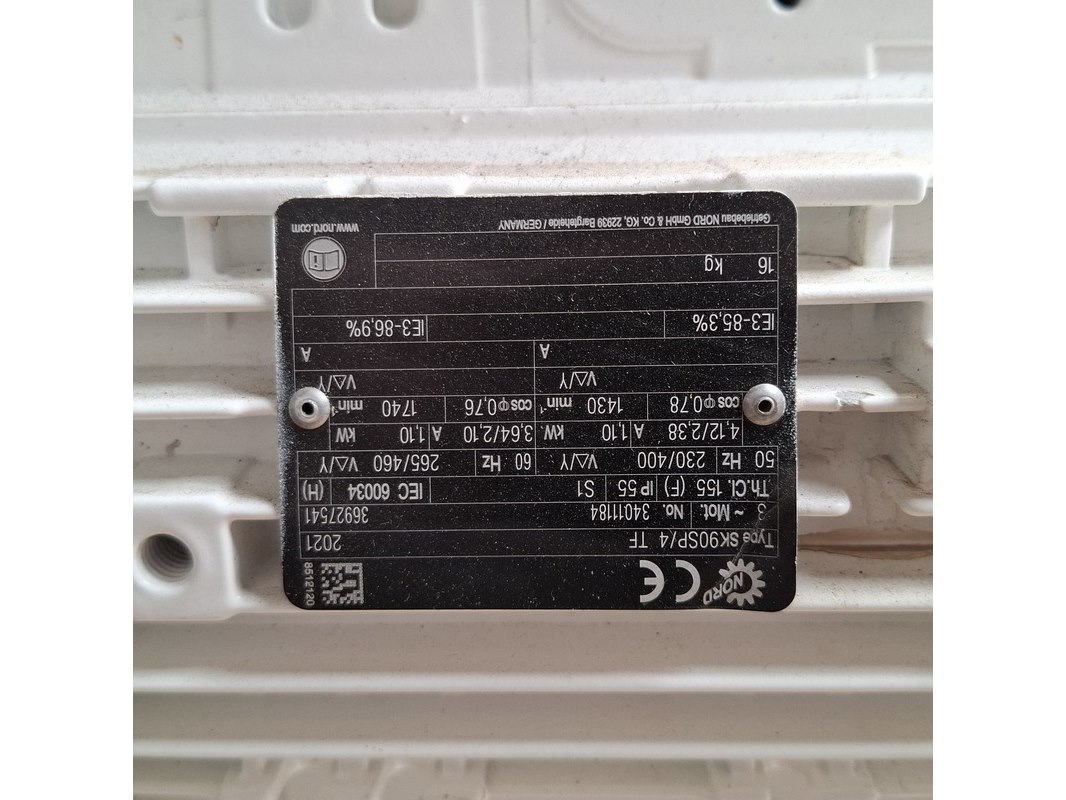 NORD CE 8512120
Type SK90SP/4 TF 2021
3 ~ Mot. No. 34011184 36927541
Th.Cl. 155 (F) IP 55 S1 IEC 60034 (H)
50 Hz 230/400 V△/Y 60 Hz 265/460 V△/Y
4,12/2,38 A 1,10 kW 3,64/2,10 A 1,10 kW
cosφ 0,78 1430 min⁻¹ cosφ 0,76 1740 min⁻¹
V△/Y V△/Y
A A
IE3-85,3% IE3-86,9%
16 kg
Getriebebau NORD GmbH & Co. KG, 22939 Bargteheide / GERMANY www.nord.com